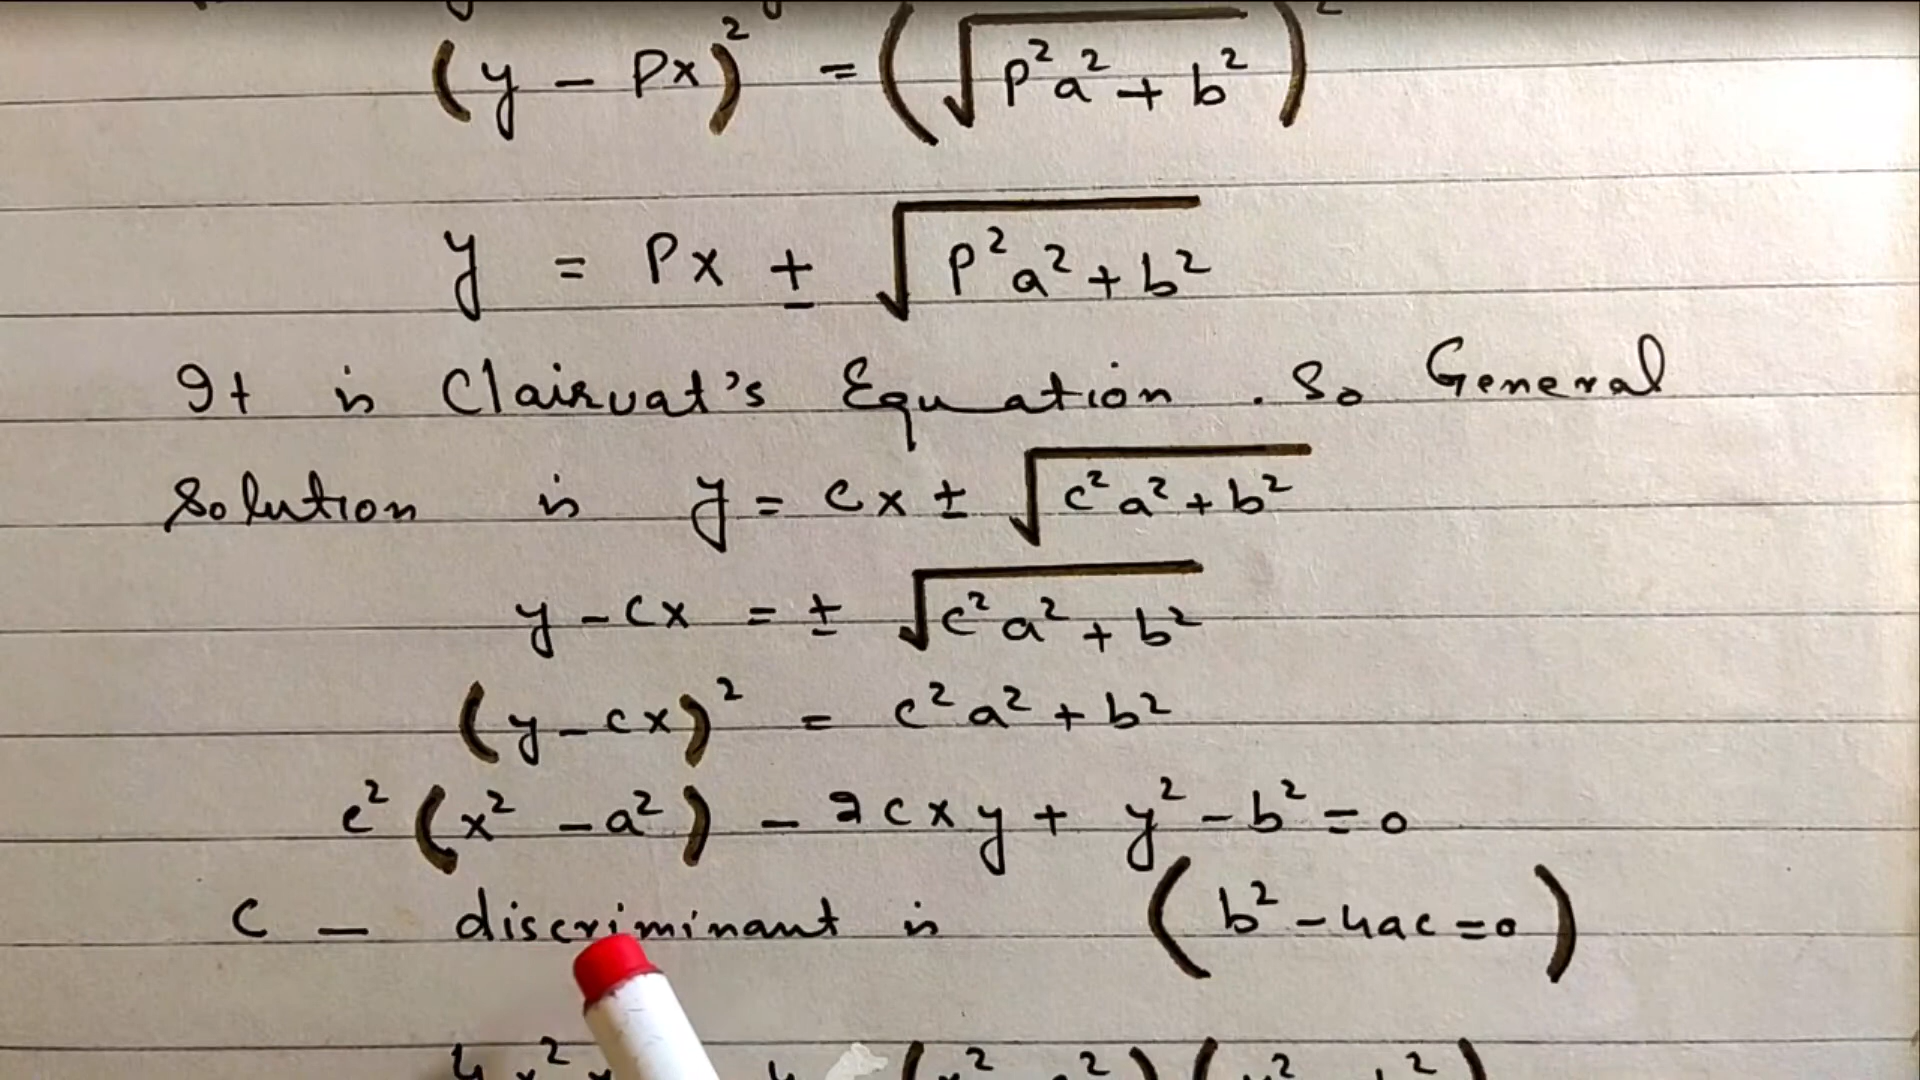 (y - Px)² = (√P²a² + b²)²
y = Px ± √P²a² + b²
It is Clairuat's Equation . So General
Solution is y = cx ± √c²a² + b²
y - cx = ± √c²a² + b²
(y - cx)² = c²a² + b²
c² (x² - a²) - 2cxy + y² - b² = 0
C - discriminant is (b² - 4ac = 0)